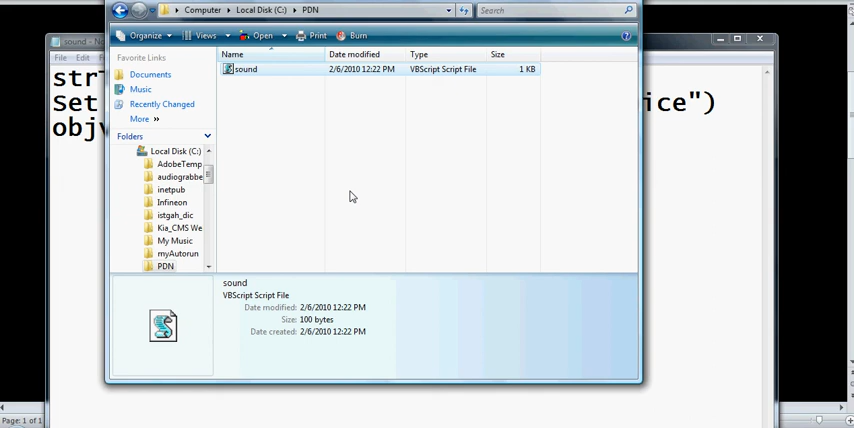 Computer ▸ Local Disk (C:) ▸ PDN
Search
Organize Views Open Print Burn
Favorite Links
Documents
Music
Recently Changed
More »
Folders
Local Disk (C:)
AdobeTemp
audiograbbe
inetpub
Infineon
istgah_dic
Kia_CMS We
My Music
myAutorun
PDN
Name Date modified Type Size
sound 2/6/2010 12:22 PM VBScript Script File 1 KB
sound
VBScript Script File
Date modified: 2/6/2010 12:22 PM
Size: 100 bytes
Date created: 2/6/2010 12:22 PM
sound - No
File Edit Fo
str
Set ice")
objv
Page: 1 of 1